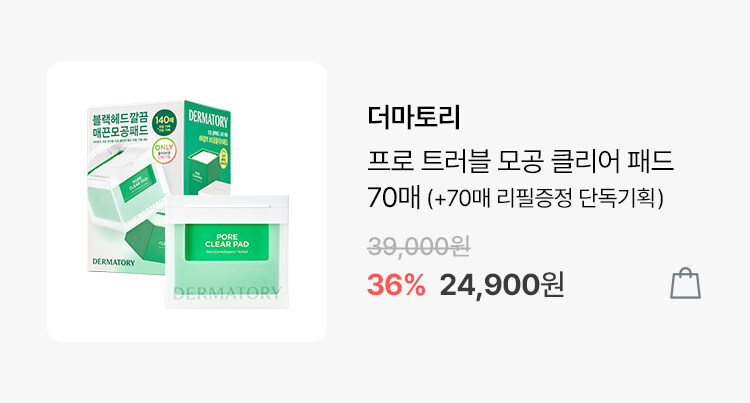 블랙헤드깔끔
매끈모공패드
140매
ONLY
DERMATORY
PORE
CLEAR PAD
DERMATORY
PORE
CLEAR PAD
DERMATORY
더마토리
프로 트러블 모공 클리어 패드
70매 (+70매 리필증정 단독기획)
39,000원
36% 24,900원